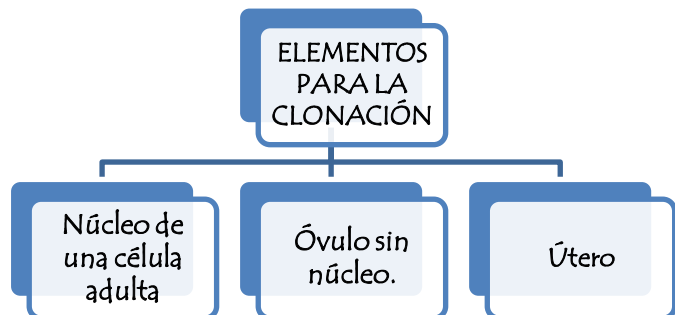 ELEMENTOS
PARA LA
CLONACIÓN
Núcleo de
una célula
adulta
Óvulo sin
núcleo.
Útero